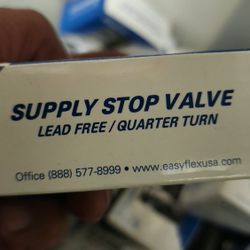 SUPPLY STOP VALVE
LEAD FREE / QUARTER TURN
Office (888) 577-8999 • www.easyflexusa.com